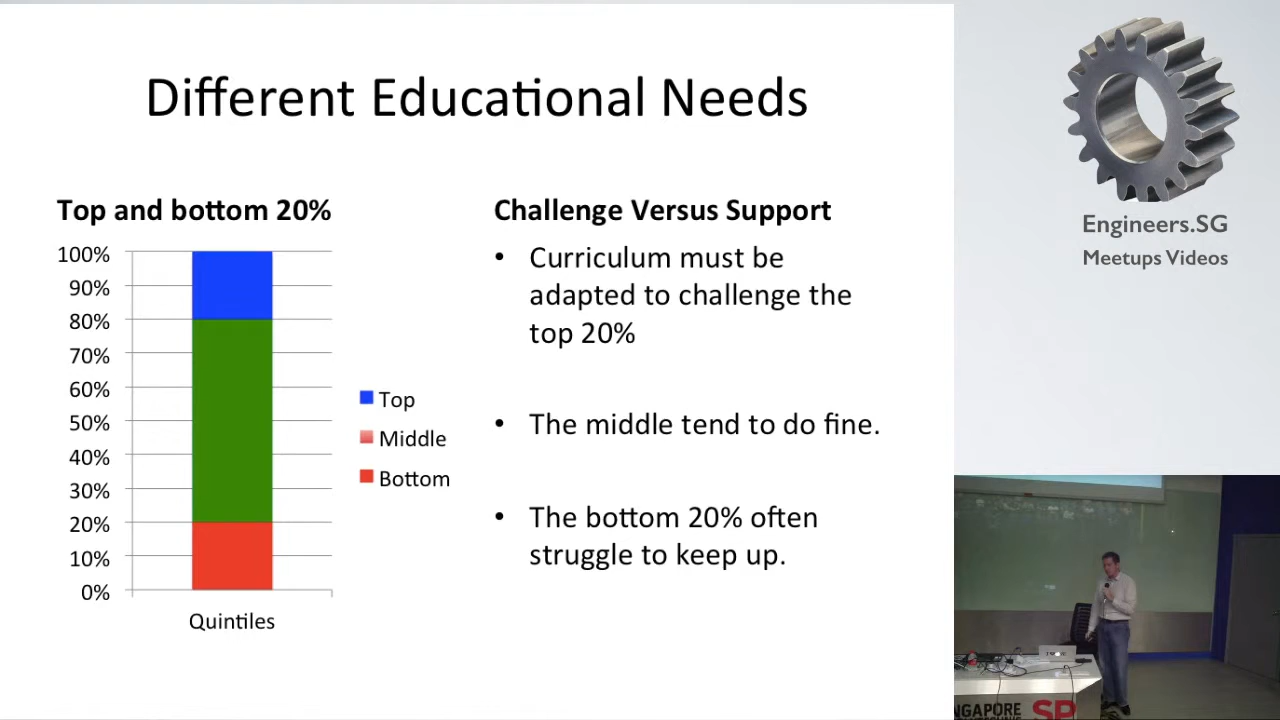 Different Educational Needs
Top and bottom 20%
100%
90%
80%
70%
60%
50%
40%
30%
20%
10%
0%
Quintiles
Top
Middle
Bottom
Challenge Versus Support
• Curriculum must be
adapted to challenge the
top 20%
• The middle tend to do fine.
• The bottom 20% often
struggle to keep up.
Engineers.SG
Meetups Videos
SP